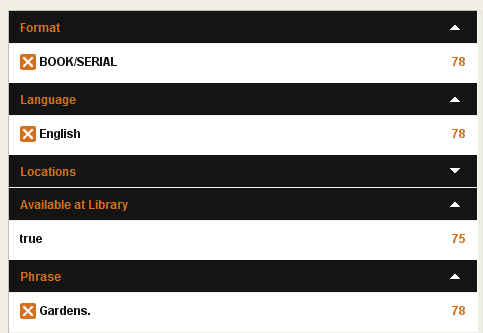 Format
BOOK/SERIAL 78
Language
English 78
Locations
Available at Library
true 75
Phrase
Gardens. 78